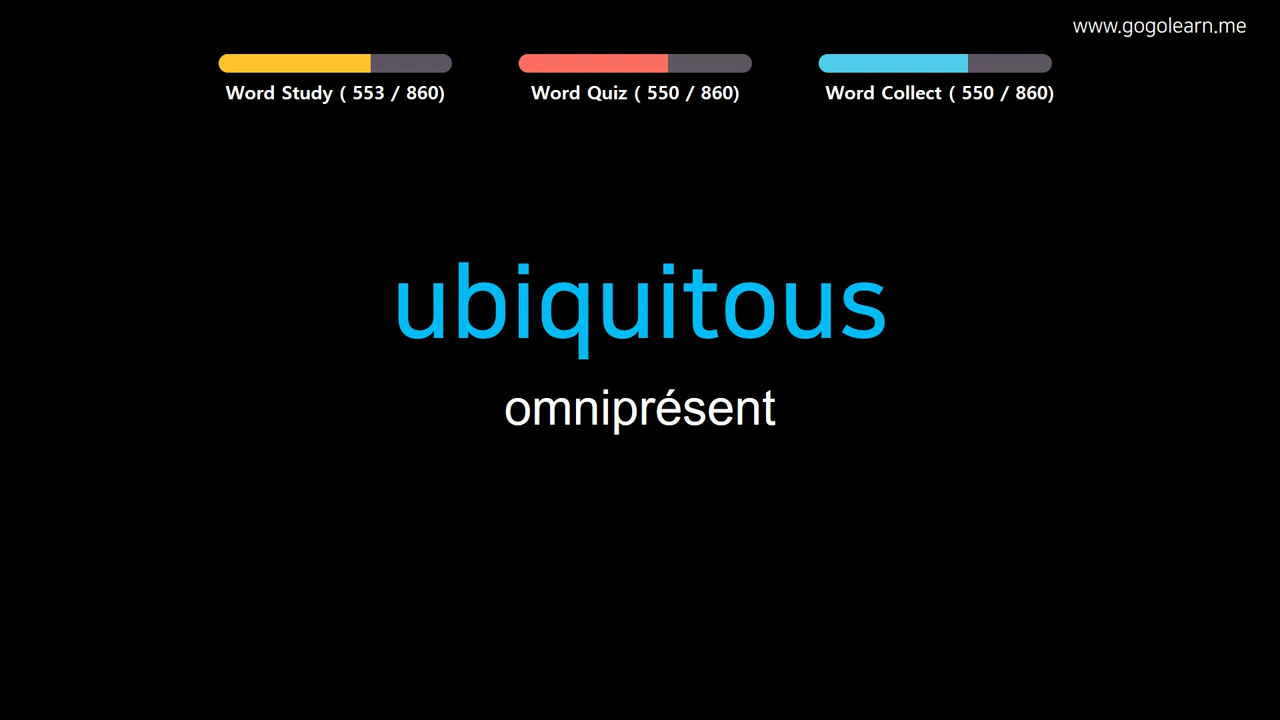 www.gogolearn.me
Word Study ( 553 / 860)
Word Quiz ( 550 / 860)
Word Collect ( 550 / 860)
ubiquitous
omniprésent